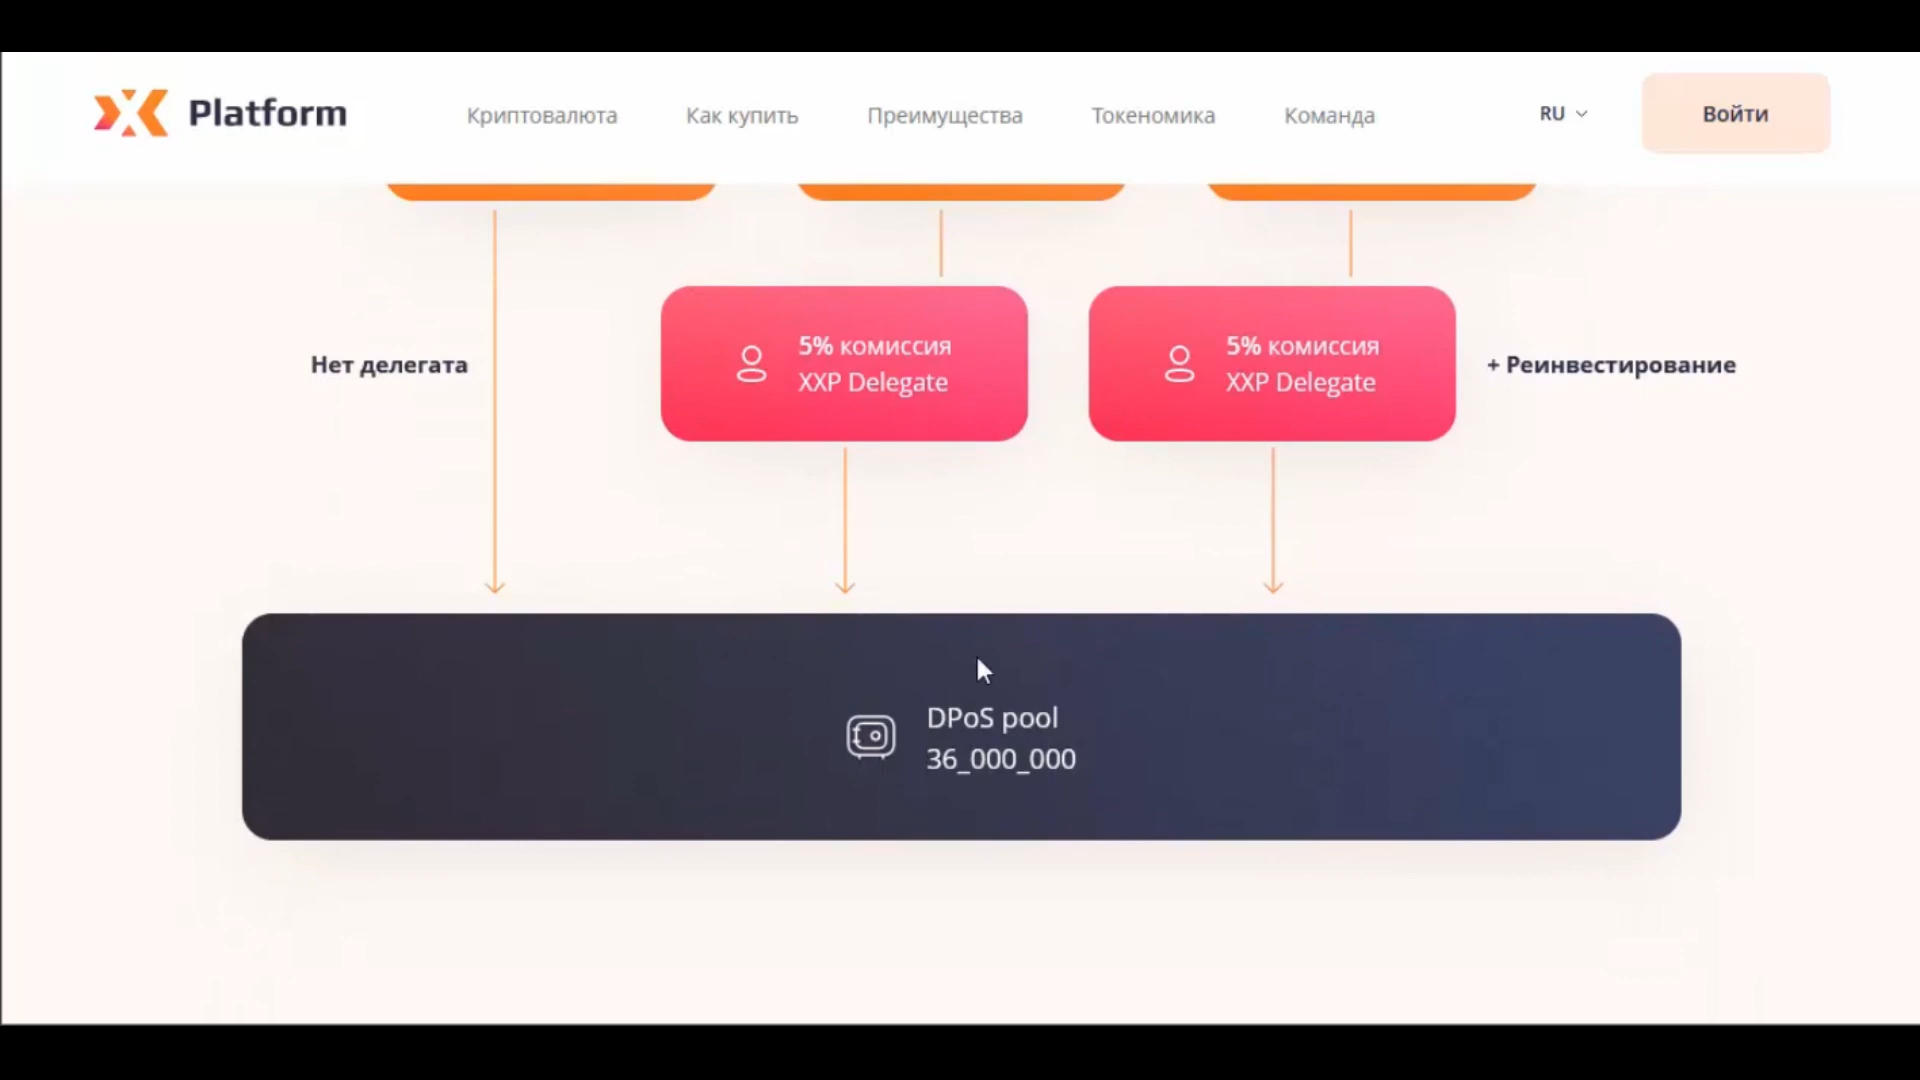 Platform
Криптовалюта
Как купить
Преимущества
Токеномика
Команда
RU
Войти
Нет делегата
5% комиссия
XXP Delegate
5% комиссия
XXP Delegate
+ Реинвестирование
DPoS pool
36_000_000